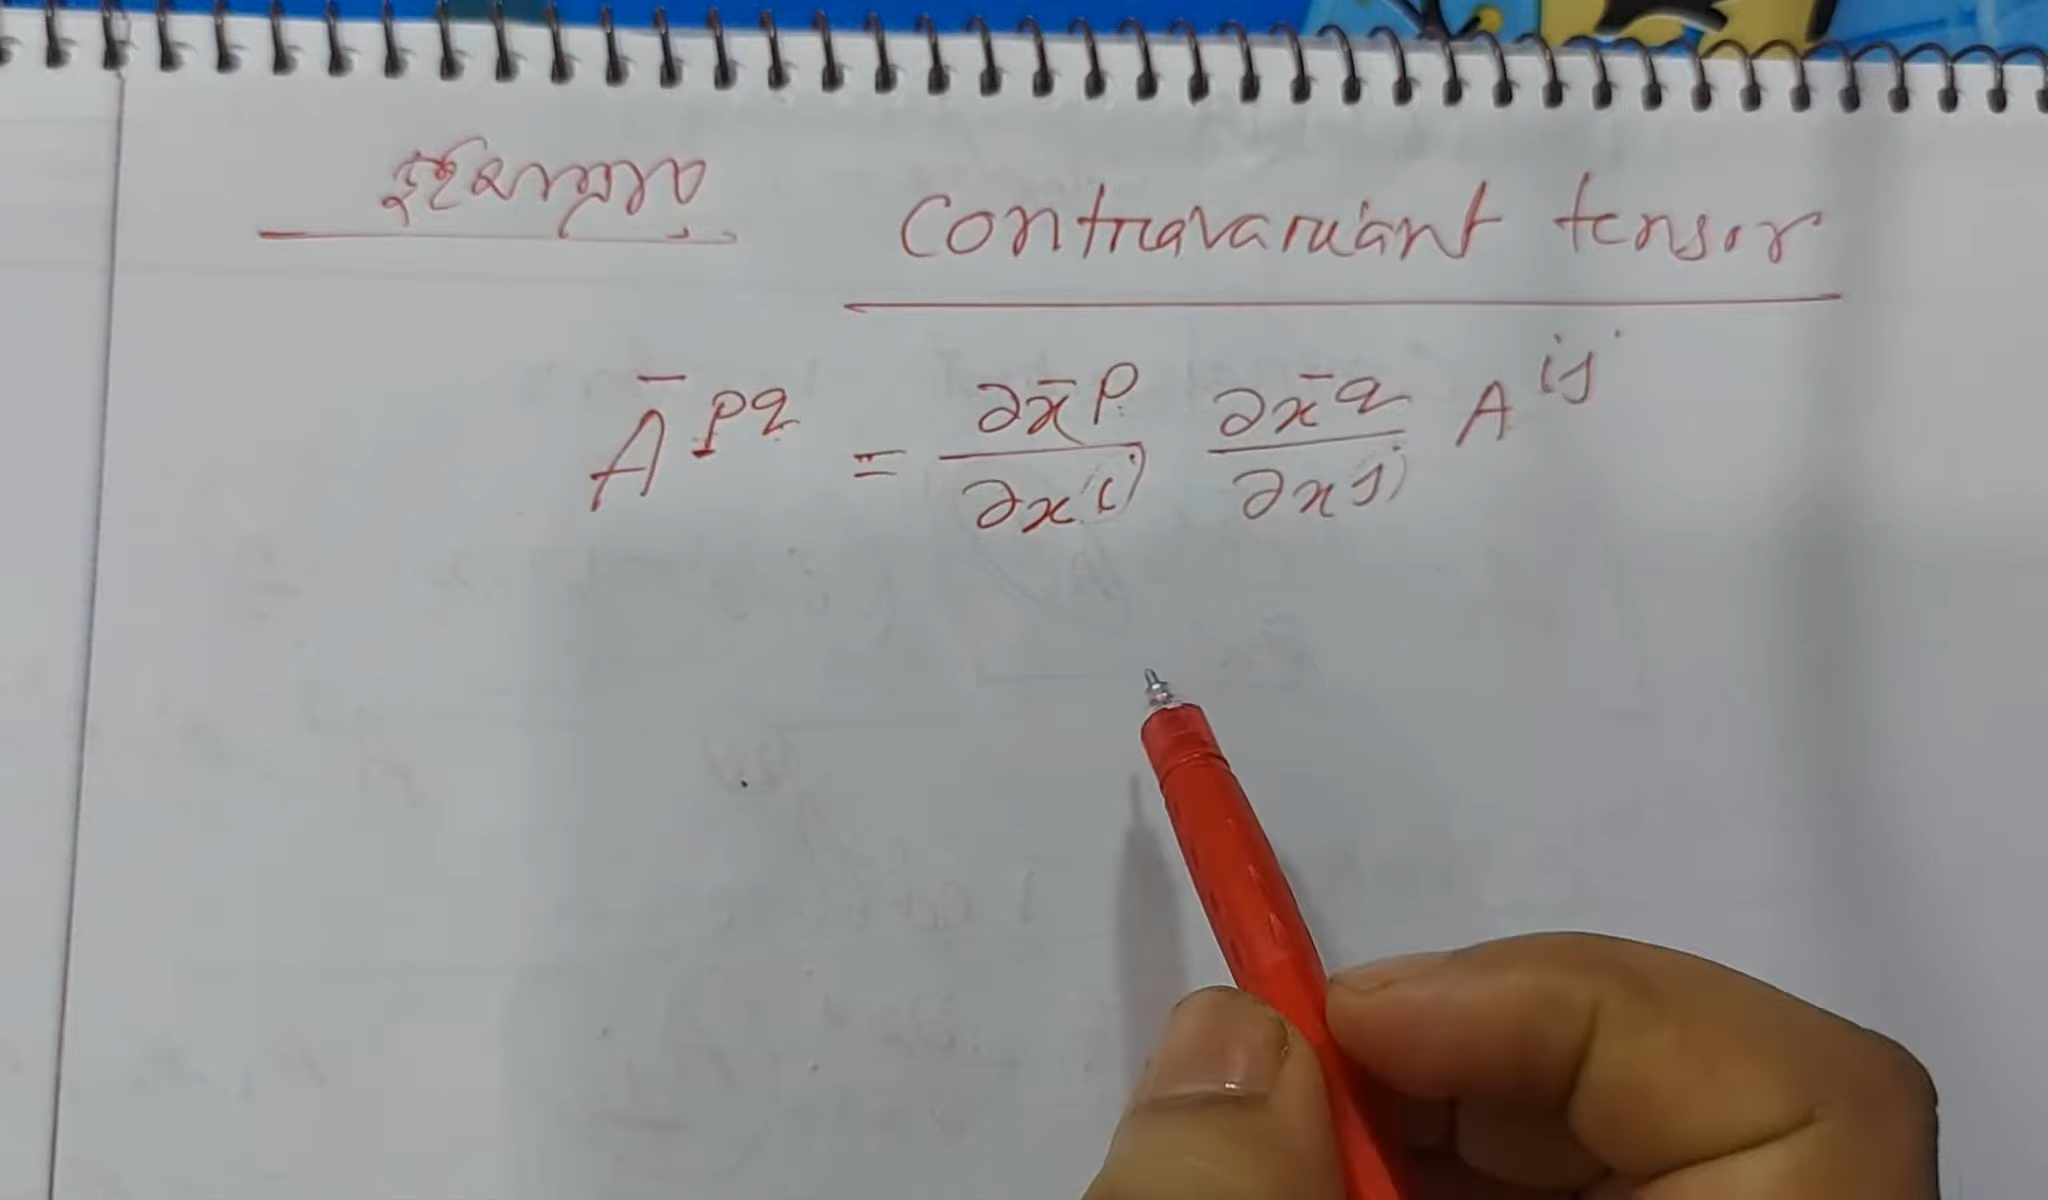 contravariant tensor
A̅^{pq} = ∂x̄^p/∂x^i ∂x̄^q/∂x^j A^{ij}